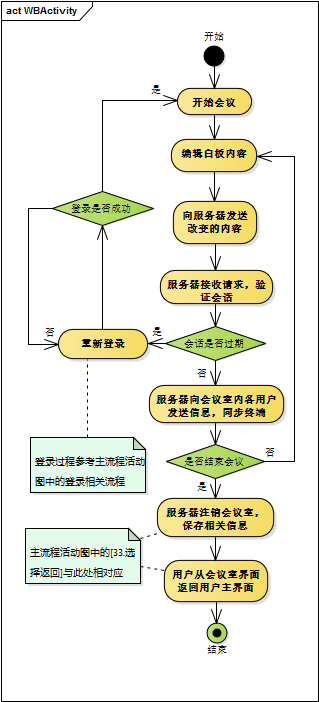 act WBActivity
开始
是
开始会议
编辑白板内容
登录是否成功
向服务器发送
改变的内容
服务器接收请求，验
证会话
否
重新登录
是
会话是否过期
否
服务器向会议室内各用户
发送信息，同步终端
登录过程参考主流程活动
图中的登录相关流程
是否结束会议
否
是
服务器注销会议室，
保存相关信息
主流程活动图中的[33.选
择返回]与此处相对应
用户从会议室界面
返回用户主界面
结束